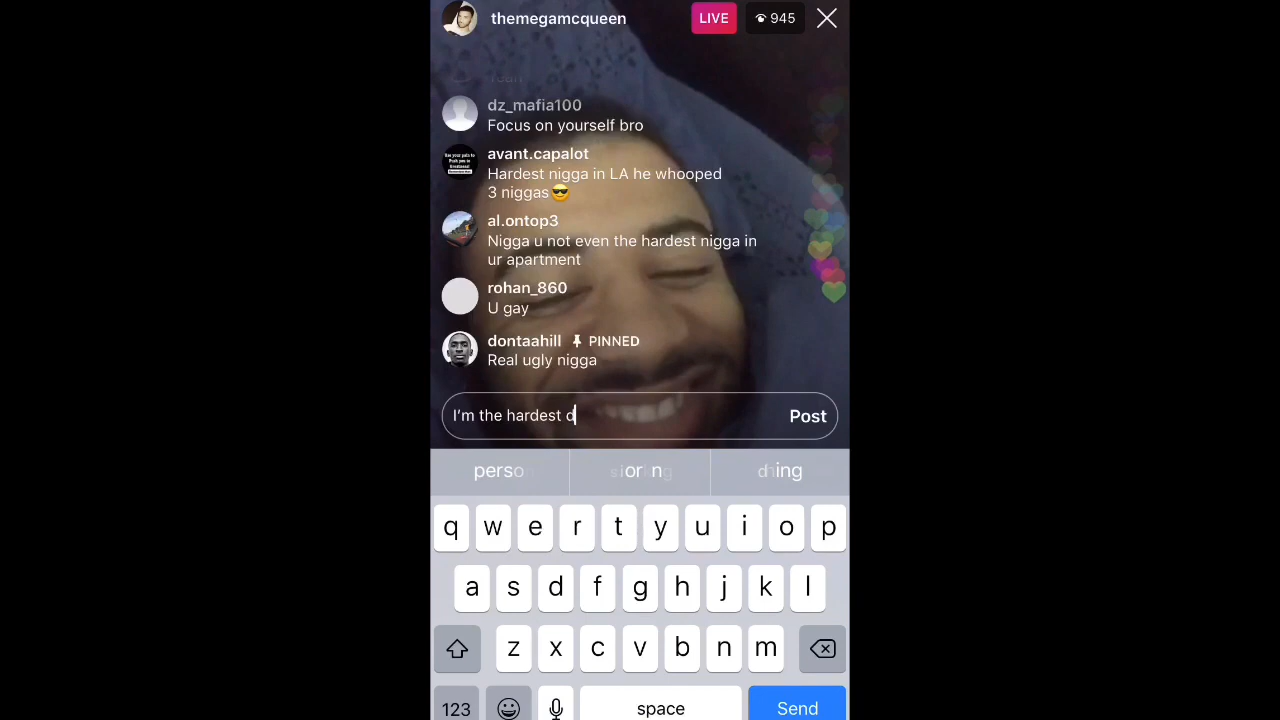 themegamcqueen LIVE 945
dz_mafia100
Focus on yourself bro
avant.capalot
Hardest nigga in LA he whooped
3 niggas😎
al.ontop3
Nigga u not even the hardest nigga in
ur apartment
rohan_860
U gay
dontaahill PINNED
Real ugly nigga
I'm the hardest d Post
q w e r t y u i o p
a s d f g h j k l
z x c v b n m
123 space Send